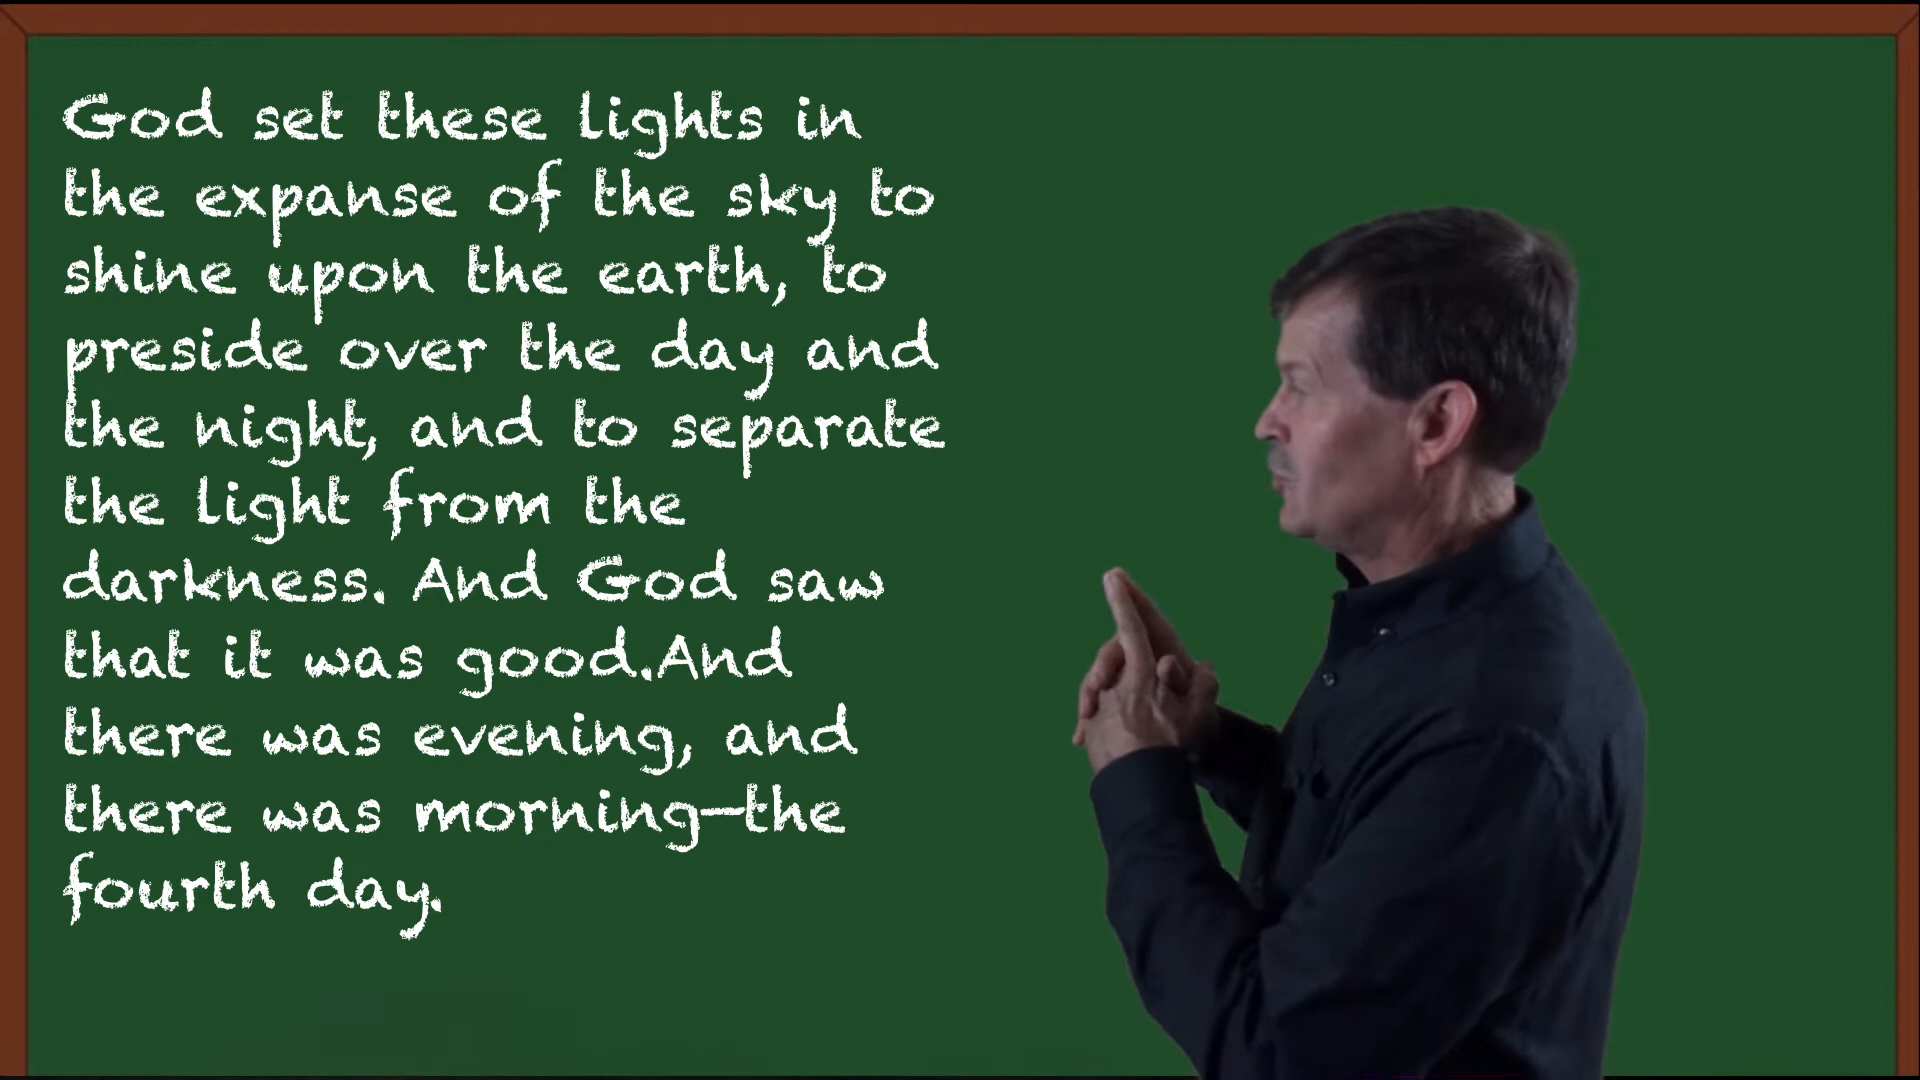 God set these lights in
the expanse of the sky to
shine upon the earth, to
preside over the day and
the night, and to separate
the light from the
darkness. And God saw
that it was good.And
there was evening, and
there was morning—the
fourth day.